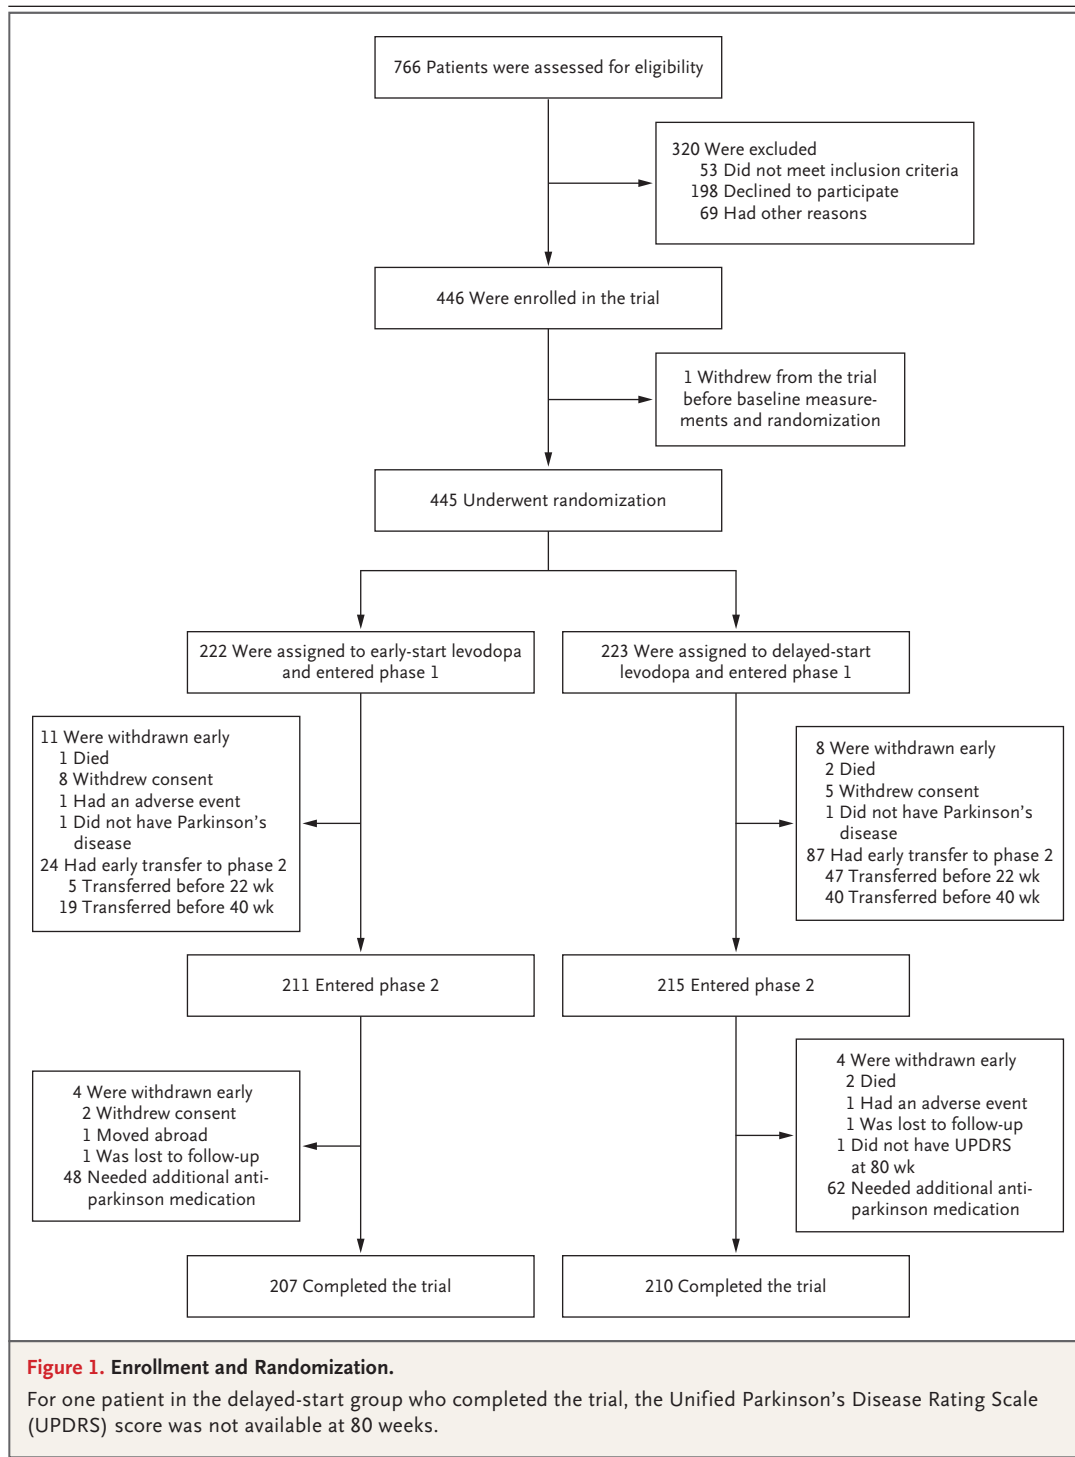 766 Patients were assessed for eligibility
320 Were excluded
53 Did not meet inclusion criteria
198 Declined to participate
69 Had other reasons
446 Were enrolled in the trial
1 Withdrew from the trial
before baseline measure-
ments and randomization
445 Underwent randomization
222 Were assigned to early-start levodopa
and entered phase 1
223 Were assigned to delayed-start
levodopa and entered phase 1
11 Were withdrawn early
1 Died
8 Withdrew consent
1 Had an adverse event
1 Did not have Parkinson's
disease
24 Had early transfer to phase 2
5 Transferred before 22 wk
19 Transferred before 40 wk
8 Were withdrawn early
2 Died
5 Withdrew consent
1 Did not have Parkinson's
disease
87 Had early transfer to phase 2
47 Transferred before 22 wk
40 Transferred before 40 wk
211 Entered phase 2
215 Entered phase 2
4 Were withdrawn early
2 Withdrew consent
1 Moved abroad
1 Was lost to follow-up
48 Needed additional anti-
parkinson medication
4 Were withdrawn early
2 Died
1 Had an adverse event
1 Was lost to follow-up
1 Did not have UPDRS
at 80 wk
62 Needed additional anti-
parkinson medication
207 Completed the trial
210 Completed the trial
Figure 1. Enrollment and Randomization.
For one patient in the delayed-start group who completed the trial, the Unified Parkinson's Disease Rating Scale
(UPDRS) score was not available at 80 weeks.